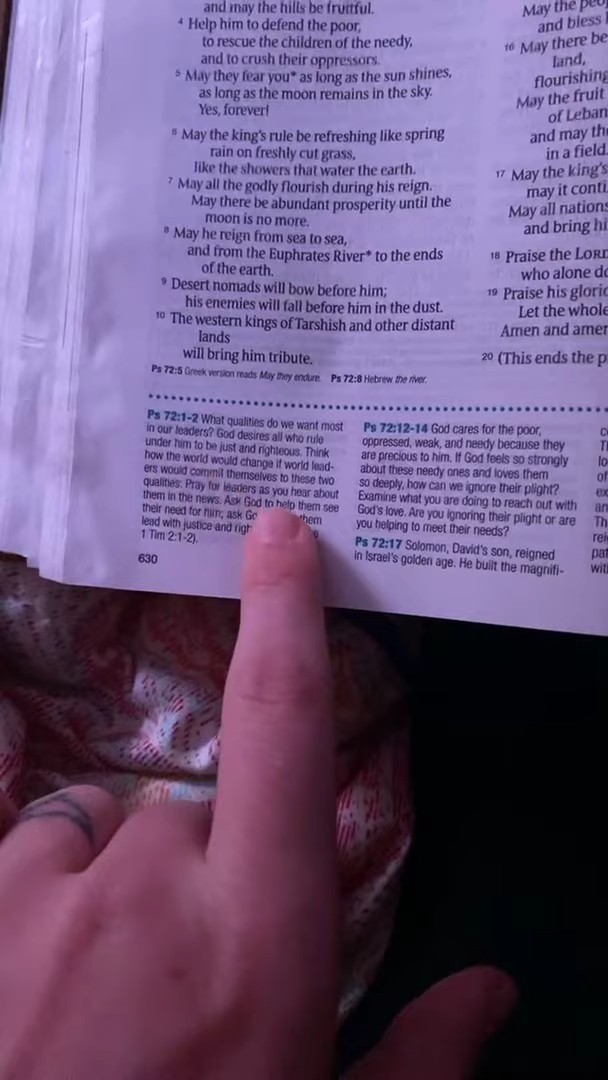 and may the hills be fruitful.
4 Help him to defend the poor,
to rescue the children of the needy,
and to crush their oppressors.
5 May they fear you* as long as the sun shines,
as long as the moon remains in the sky.
Yes, forever!
6 May the king's rule be refreshing like spring
rain on freshly cut grass,
like the showers that water the earth.
7 May all the godly flourish during his reign.
May there be abundant prosperity until the
moon is no more.
8 May he reign from sea to sea,
and from the Euphrates River* to the ends
of the earth.
9 Desert nomads will bow before him;
his enemies will fall before him in the dust.
10 The western kings of Tarshish and other distant
lands
will bring him tribute.
Ps 72:5 Greek version reads May they endure. Ps 72:8 Hebrew the river.
May the
and bless
16 May there be
land,
flourishing
May the fruit
of
and may
in a field.
17 May the king's
may it
May all nations
and bring
18 Praise the LORD
who alone
19 Praise his
Let the whole
Amen and
20 (This ends the
Ps 72:1-2 What qualities do we want most
in our leaders? God desires all who rule
under him to be just and righteous. Think
how the world would change if world lead-
ers would commit themselves to these two
qualities. Pray for leaders as you hear about
them in the news. Ask God to help them see
their need for him; ask them
lead with justice and
1 Tim 2:1-2).
630
Ps 72:12-14 God cares for the poor,
oppressed, weak, and needy because they
are precious to him. If God feels so strongly
about these needy ones and loves them
so deeply, how can we ignore their plight?
Examine what you are doing to reach out with
God's love. Are you ignoring their plight or are
you helping to meet their needs?
Ps 72:17 Solomon, David's son, reigned
in Israel's golden age. He built the magnifi-